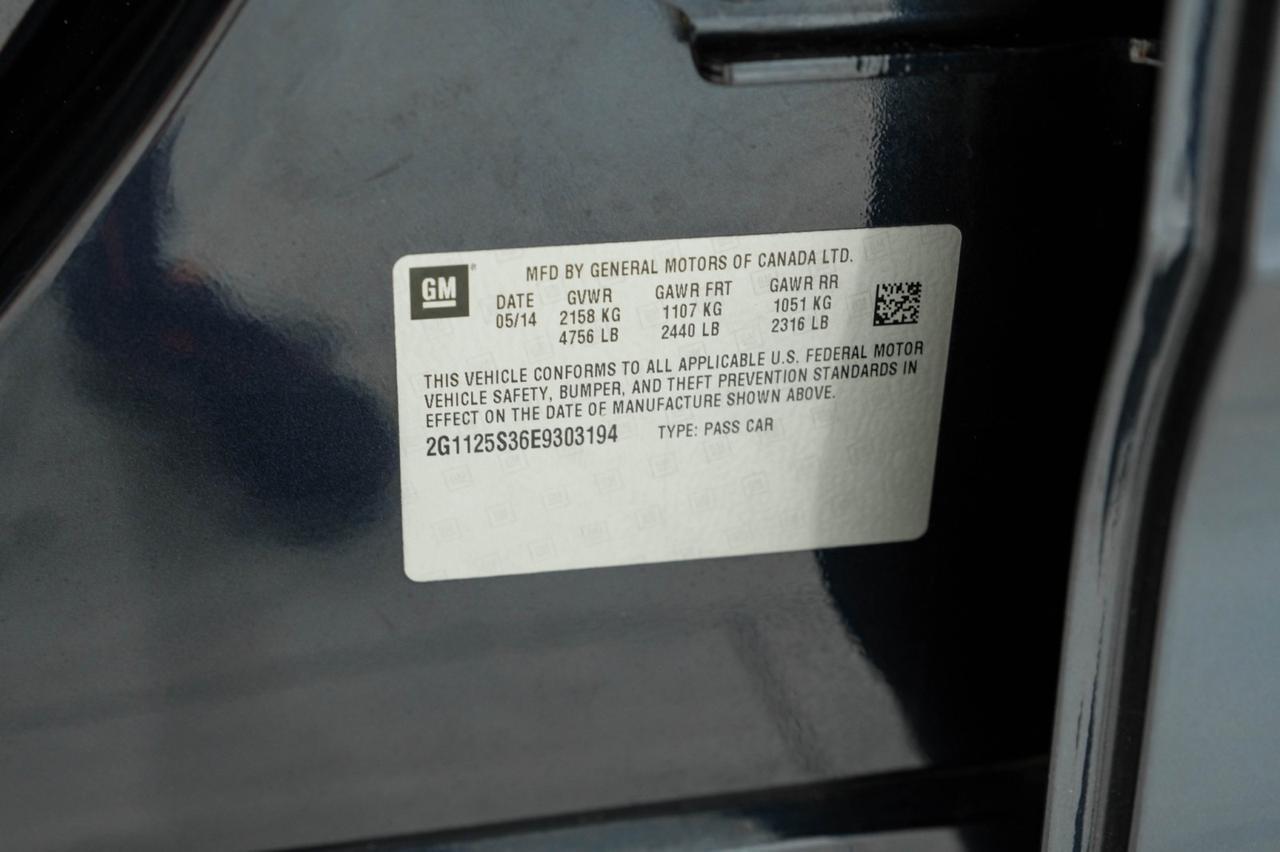 GM
MFD BY GENERAL MOTORS OF CANADA LTD.
DATE GVWR GAWR FRT GAWR RR
05/14 2158 KG 1107 KG 1051 KG
4756 LB 2440 LB 2316 LB
THIS VEHICLE CONFORMS TO ALL APPLICABLE U.S. FEDERAL MOTOR
VEHICLE SAFETY, BUMPER, AND THEFT PREVENTION STANDARDS IN
EFFECT ON THE DATE OF MANUFACTURE SHOWN ABOVE.
2G1125S36E9303194 TYPE: PASS CAR